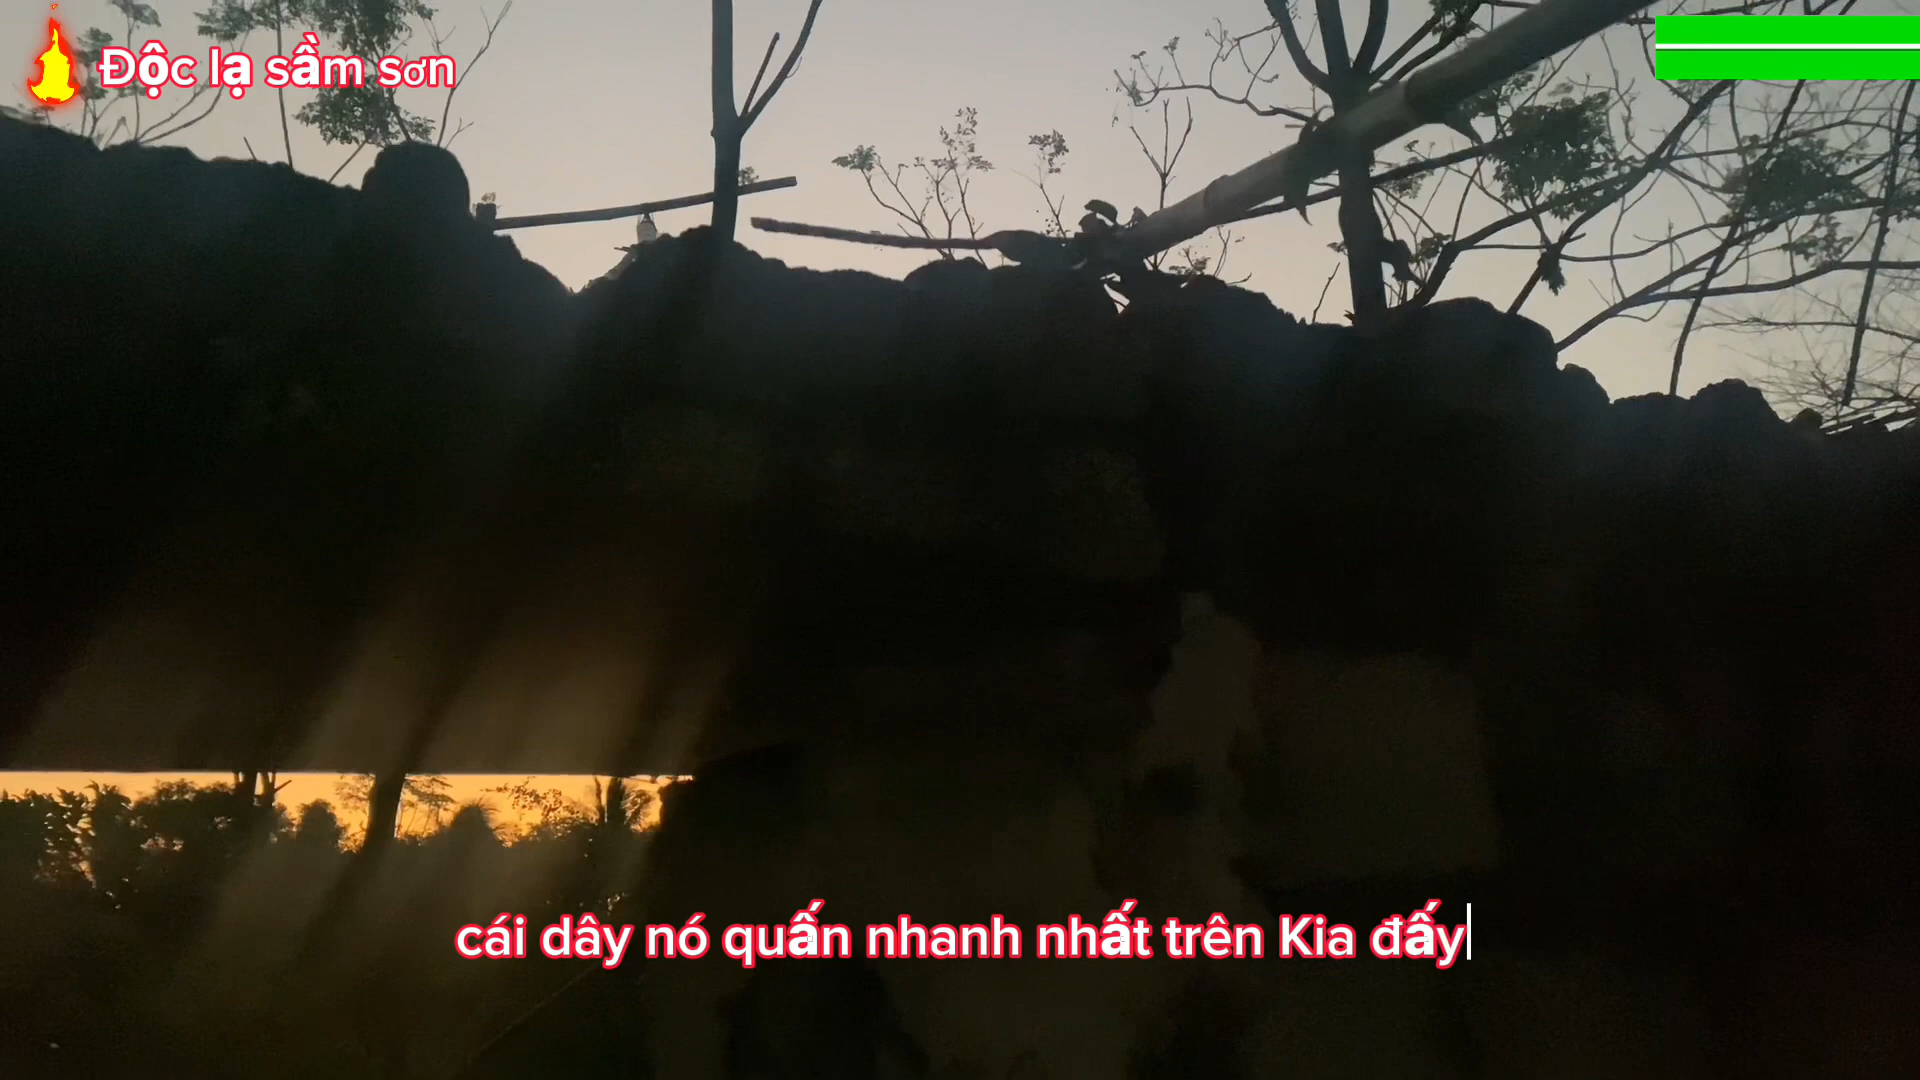 Độc lạ sầm sơn
cái dây nó quấn nhanh nhất trên Kia đấy